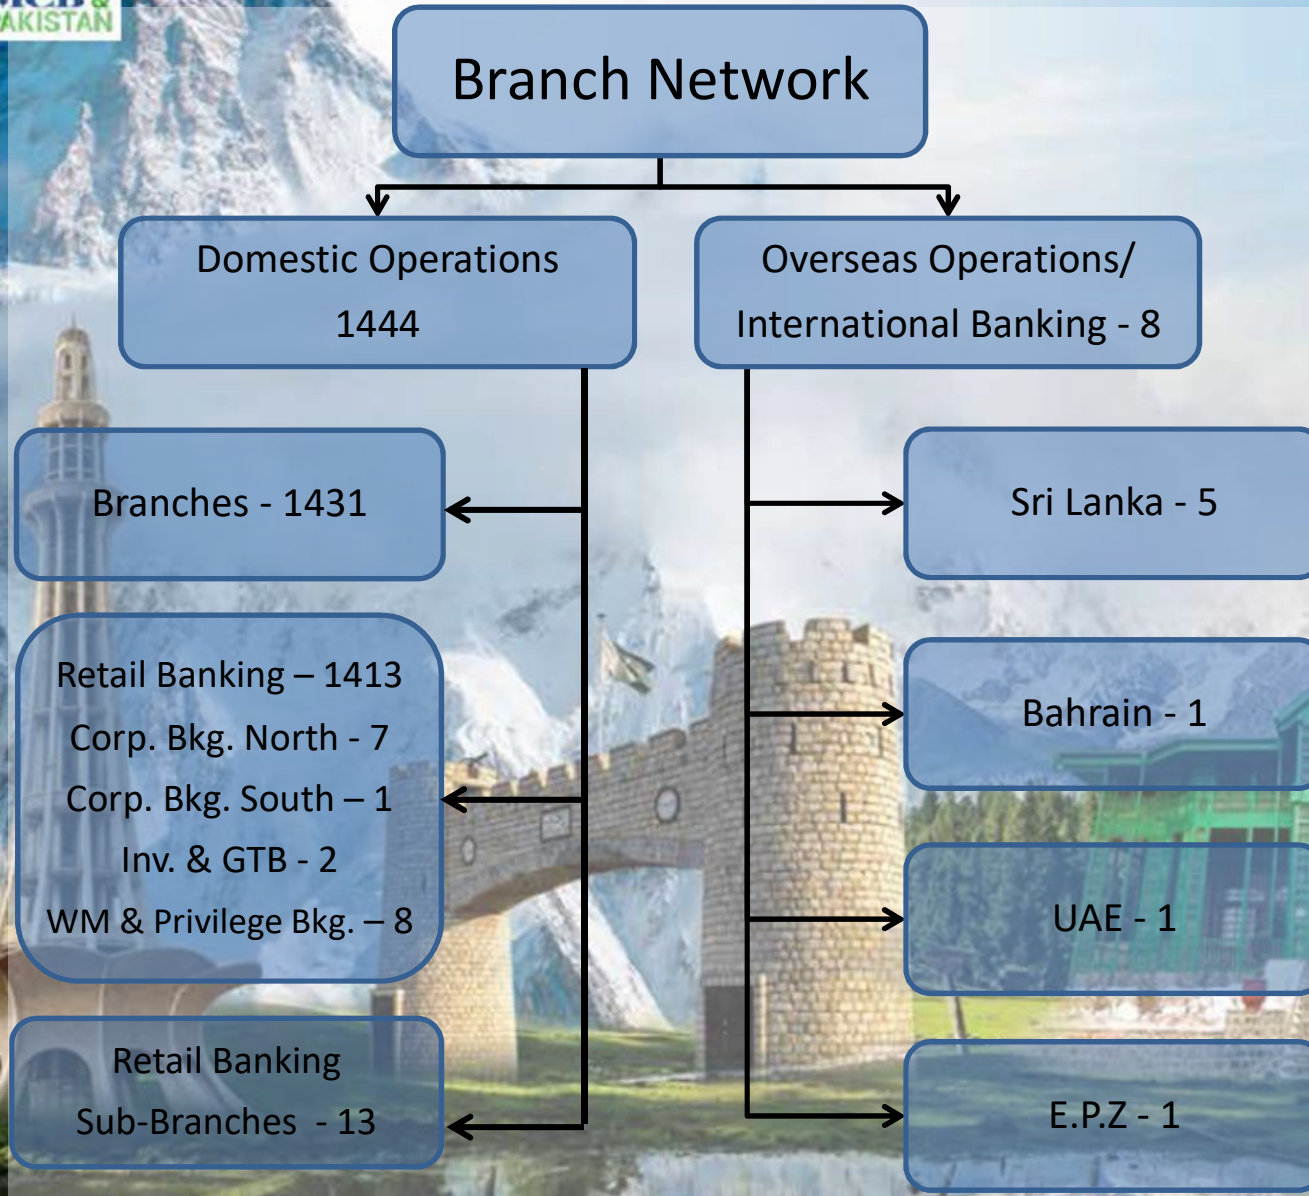 PAKISTAN
Branch Network
Domestic Operations
1444
Overseas Operations/
International Banking - 8
Branches - 1431
Sri Lanka - 5
Retail Banking – 1413
Corp. Bkg. North - 7
Corp. Bkg. South – 1
Inv. & GTB - 2
WM & Privilege Bkg. – 8
Bahrain - 1
UAE - 1
Retail Banking
Sub-Branches - 13
E.P.Z - 1